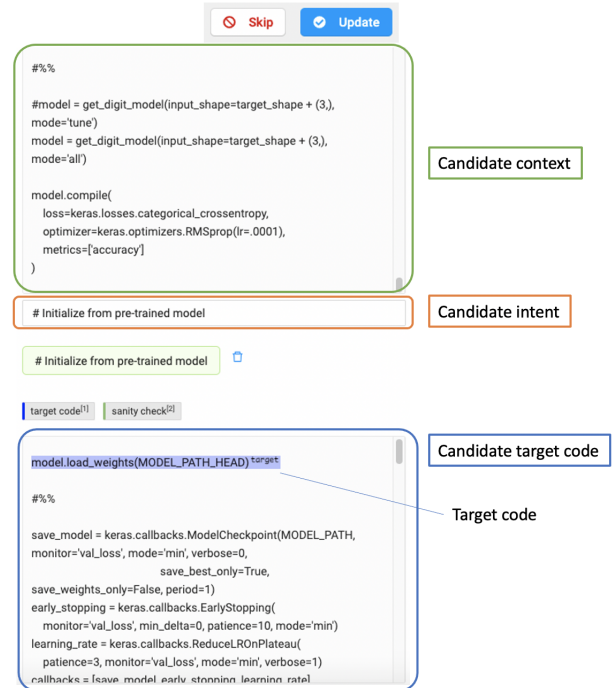 Skip
Update
#%%
#model = get_digit_model(input_shape=target_shape + (3,),
mode='tune')
model = get_digit_model(input_shape=target_shape + (3,),
mode='all')
model.compile(
loss=keras.losses.categorical_crossentropy,
optimizer=keras.optimizers.RMSprop(lr=.0001),
metrics=['accuracy']
)
Candidate context
# Initialize from pre-trained model
Candidate intent
# Initialize from pre-trained model
target code[1]
sanity check[2]
Candidate target code
model.load_weights(MODEL_PATH_HEAD) target
Target code
#%%
save_model = keras.callbacks.ModelCheckpoint(MODEL_PATH,
monitor='val_loss', mode='min', verbose=0,
save_best_only=True,
save_weights_only=False, period=1)
early_stopping = keras.callbacks.EarlyStopping(
monitor='val_loss', min_delta=0, patience=10, mode='min')
learning_rate = keras.callbacks.ReduceLROnPlateau(
patience=3, monitor='val_loss', mode='min', verbose=1)
callbacks = [save_model, early_stopping, learning_rate]